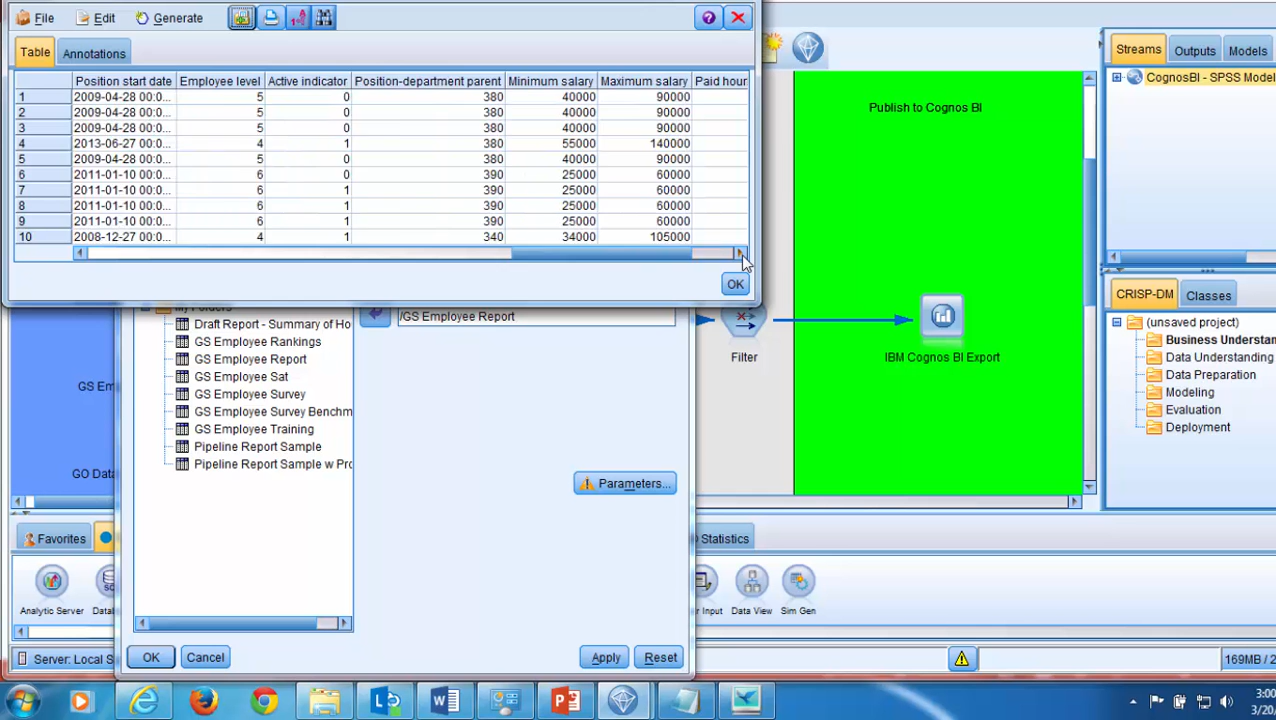 File Edit Generate
Table Annotations
Position start date Employee level Active indicator Position-department parent Minimum salary Maximum salary Paid hour
1 2009-04-28 00:0... 5 0 380 40000 90000
2 2009-04-28 00:0... 5 0 380 40000 90000
3 2009-04-28 00:0... 5 0 380 40000 90000
4 2013-06-27 00:0... 4 1 380 55000 140000
5 2009-04-28 00:0... 5 0 380 40000 90000
6 2011-01-10 00:0... 6 0 390 25000 60000
7 2011-01-10 00:0... 6 1 390 25000 60000
8 2011-01-10 00:0... 6 1 390 25000 60000
9 2011-01-10 00:0... 6 1 390 25000 60000
10 2008-12-27 00:0... 4 1 340 34000 105000
OK
Publish to Cognos BI
Streams Outputs Models
CognosBI - SPSS Model
CRISP-DM Classes
(unsaved project)
Business Understan
Data Understanding
Data Preparation
Modeling
Evaluation
Deployment
My Folders
/GS Employee Report
Draft Report - Summary of Ho
GS Employee Rankings
GS Employee Report
GS Employee Sat
GS Employee Survey
GS Employee Survey Benchm
GS Employee Training
Pipeline Report Sample
Pipeline Report Sample w Pro
Parameters...
Filter
IBM Cognos BI Export
GS Em
GO Data
Favorites
Statistics
Analytic Server
Datab
r Input
Data View
Sim Gen
OK Cancel Apply Reset
Server: Local S
169MB / 2
3:00
3/20/